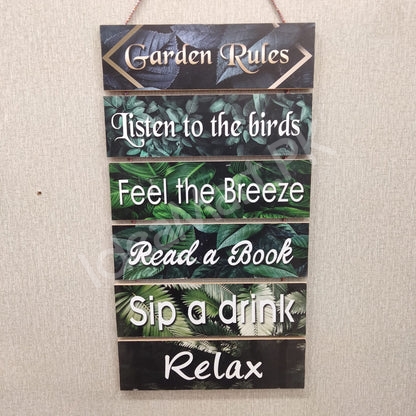 Garden Rules
Listen to the birds
Feel the Breeze
Read a Book
Sip a drink
Relax